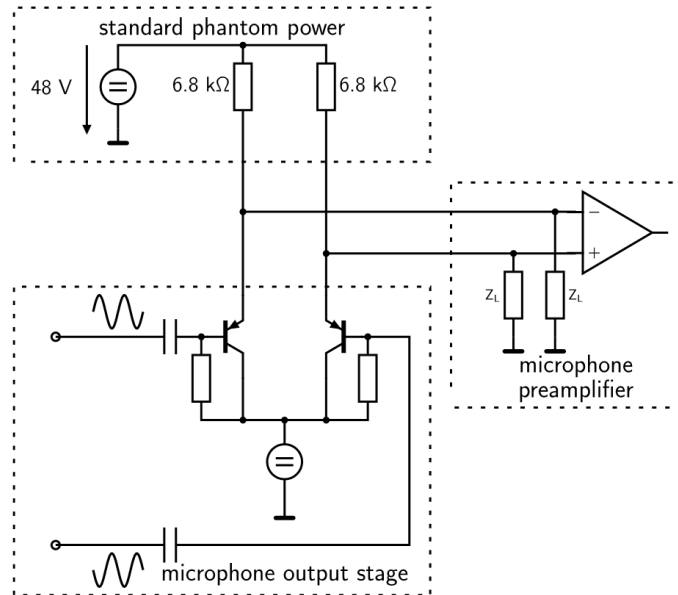 standard phantom power
48 V
6.8 kΩ
6.8 kΩ
−
+
Z_L
Z_L
microphone
preamplifier
microphone output stage